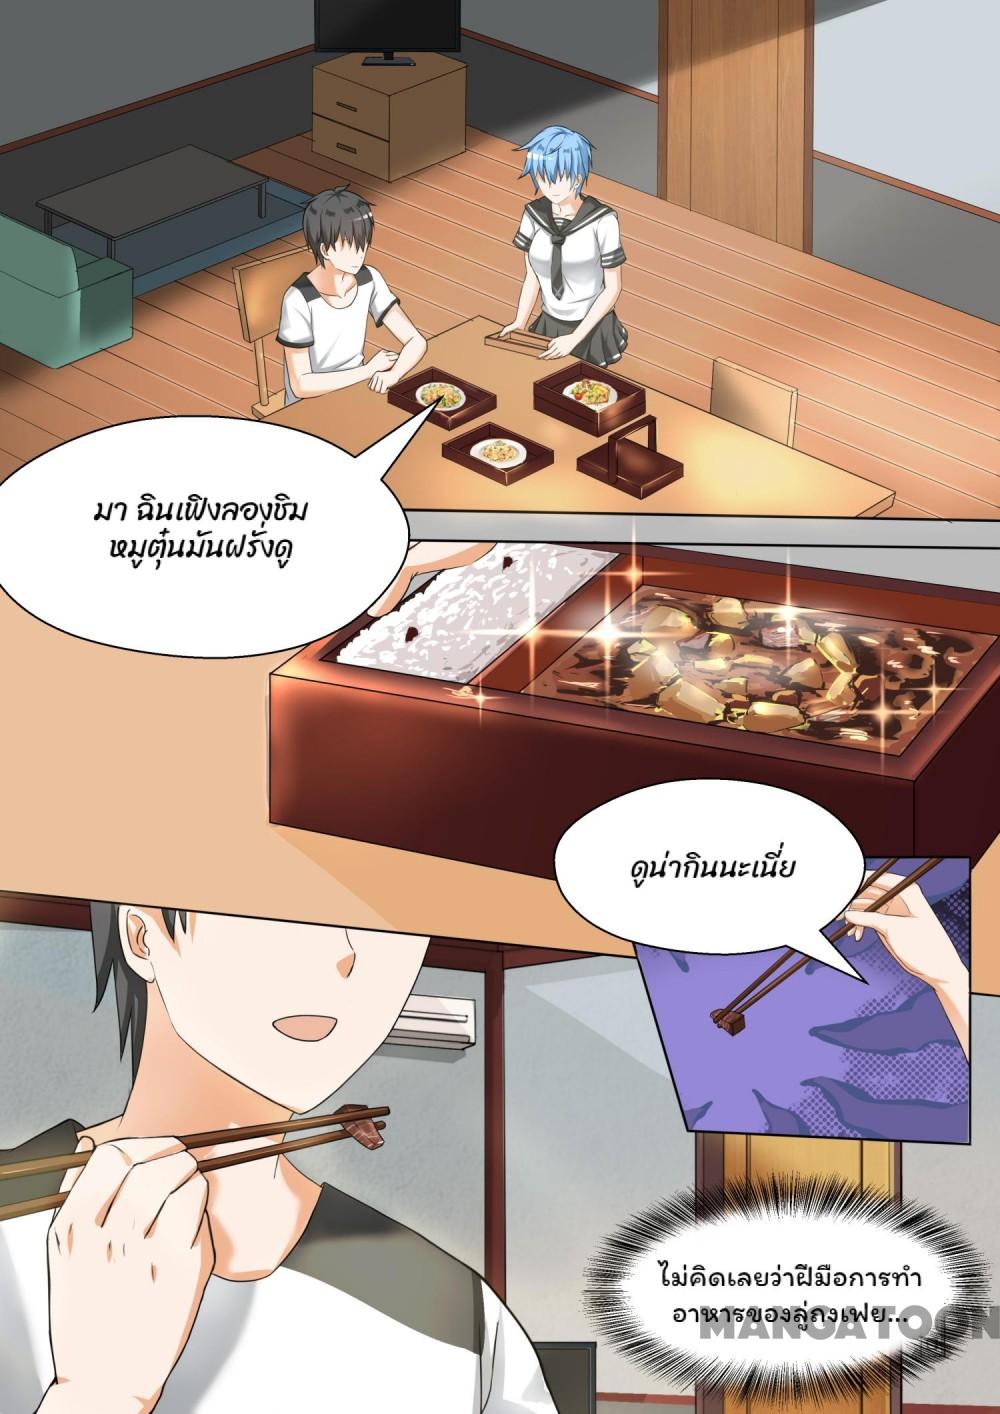 มา ฉินเฟิงลองชิม
หมูตุ๋นมันฝรั่งดู
ดูน่ากินนะเนี่ย
ไม่คิดเลยว่าฝีมือการทำ
อาหารของลู่ถงเฟย...
MANGATOON